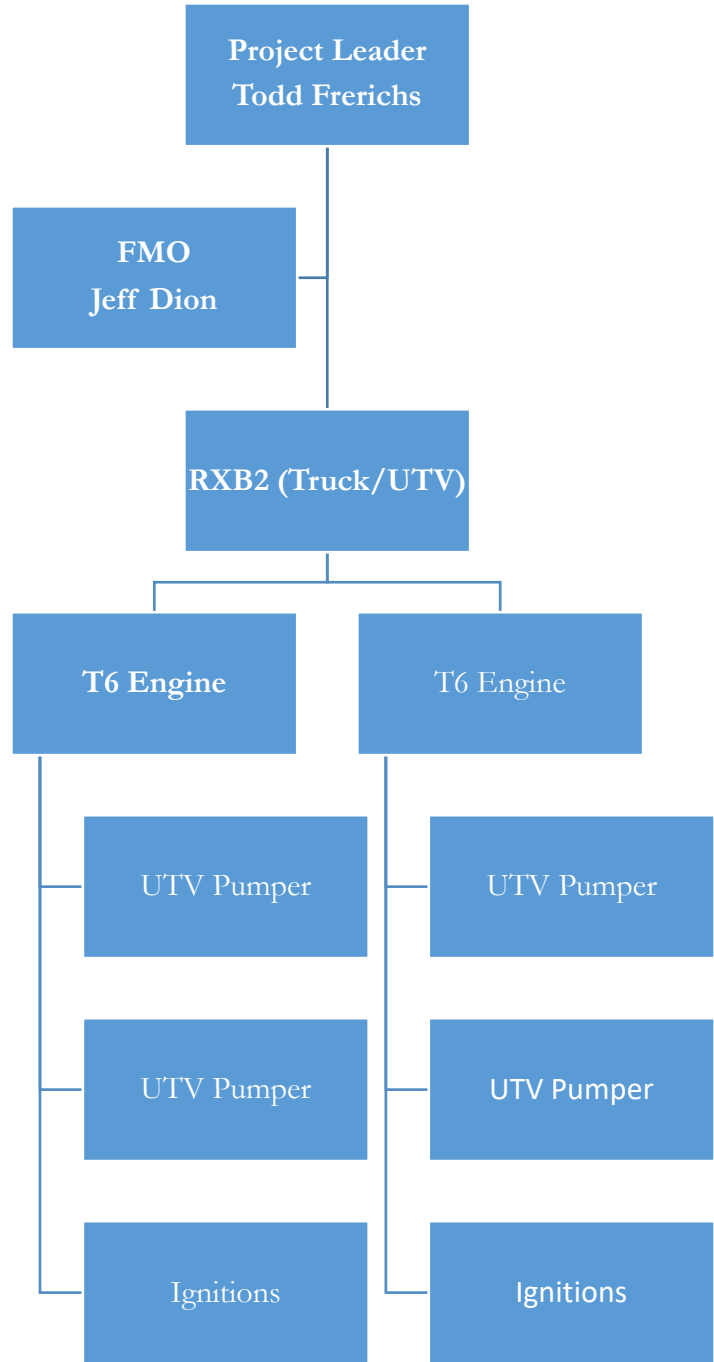 Project Leader
Todd Frerichs
FMO
Jeff Dion
RXB2 (Truck/UTV)
T6 Engine
T6 Engine
UTV Pumper
UTV Pumper
UTV Pumper
UTV Pumper
Ignitions
Ignitions